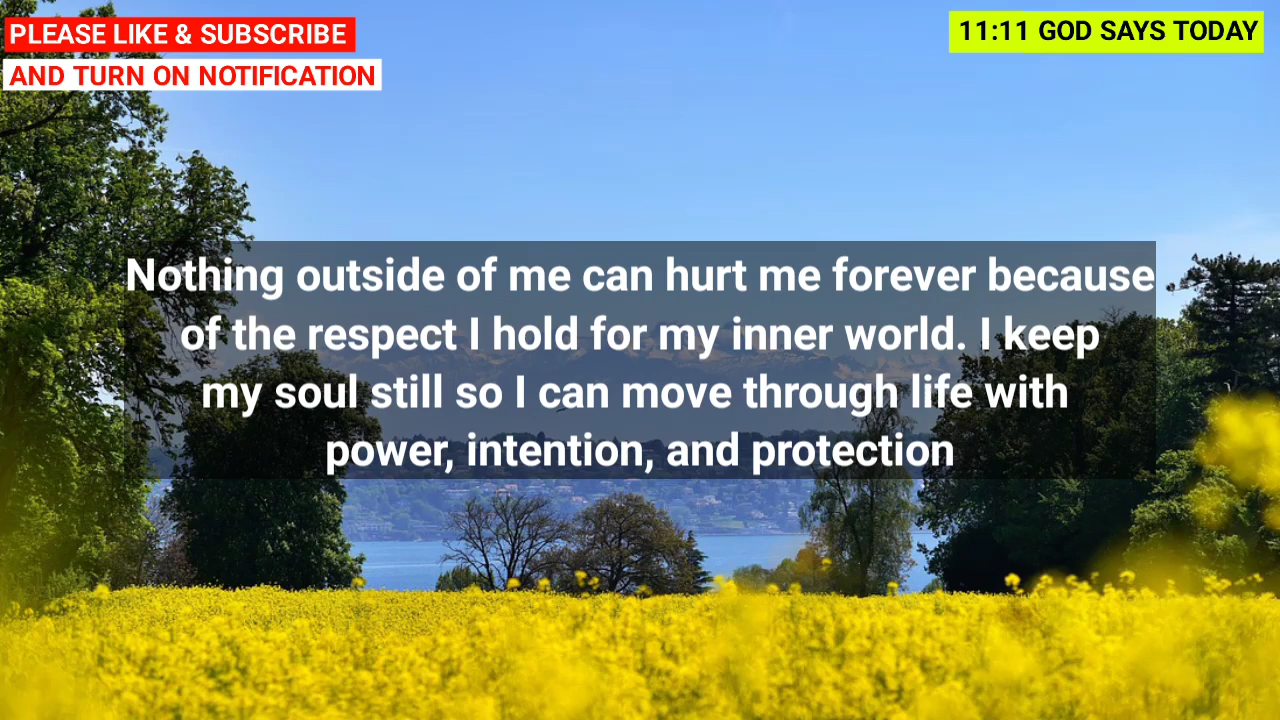 PLEASE LIKE & SUBSCRIBE
AND TURN ON NOTIFICATION
11:11 GOD SAYS TODAY
Nothing outside of me can hurt me forever because
of the respect I hold for my inner world. I keep
my soul still so I can move through life with
power, intention, and protection